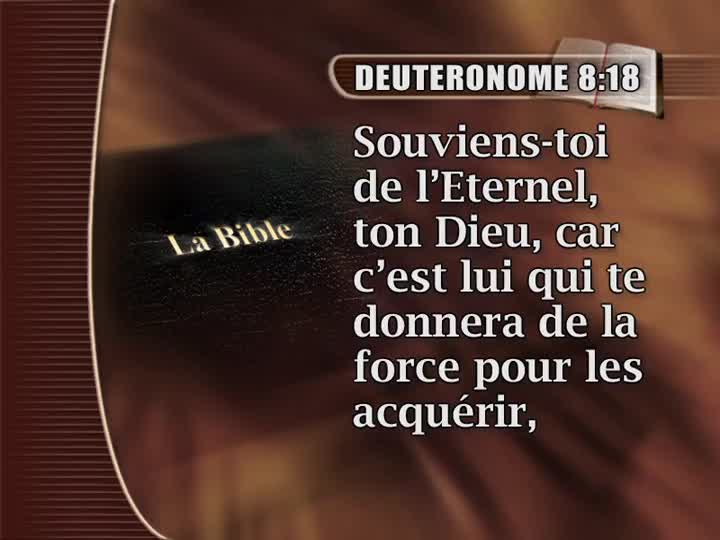 DEUTERONOME 8:18
La Bible
Souviens-toi
de l’Eternel,
ton Dieu, car
c’est lui qui te
donnera de la
force pour les
acquérir,